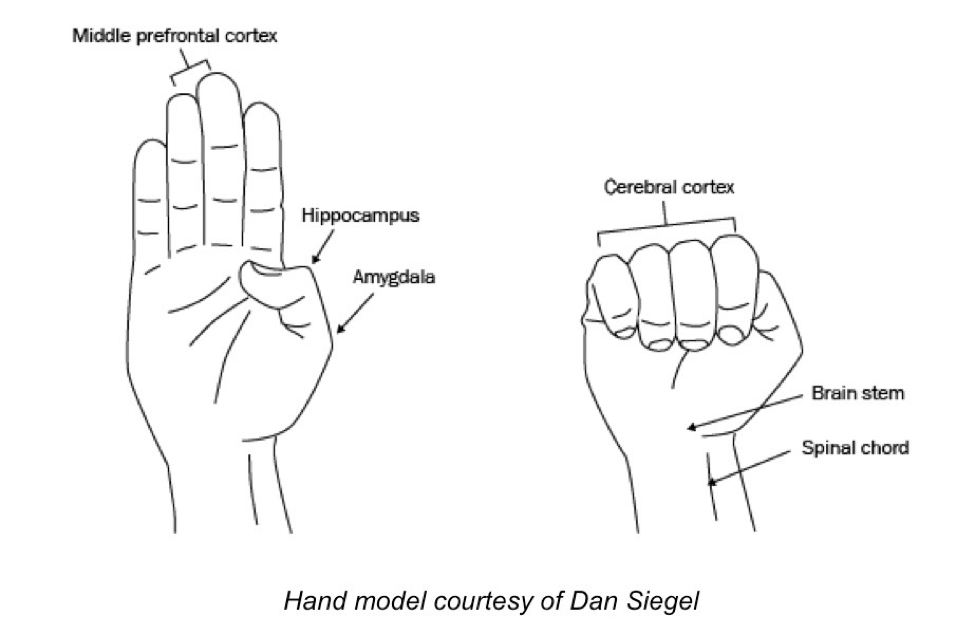 Middle prefrontal cortex
Cerebral cortex
Hippocampus
Amygdala
Brain stem
Spinal chord
Hand model courtesy of Dan Siegel